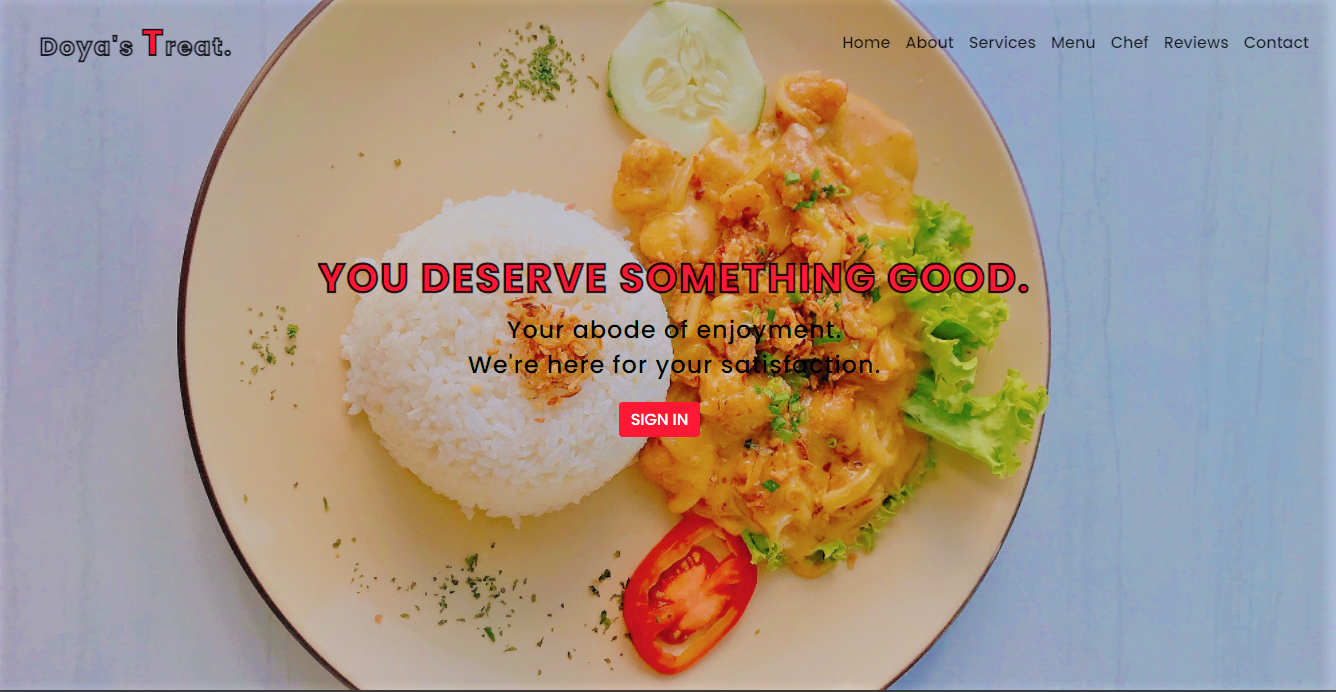 Doya's Treat.
Home About Services Menu Chef Reviews Contact
YOU DESERVE SOMETHING GOOD.
Your abode of enjoyment.
We're here for your satisfaction.
SIGN IN